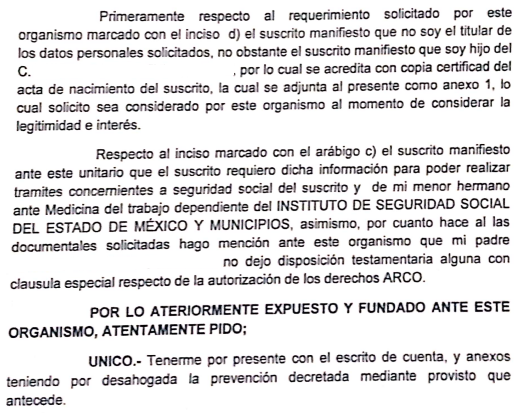 Primeramente respecto al requerimiento solicitado por este
organismo marcado con el inciso d) el suscrito manifiesto que no soy el titular de
los datos personales solicitados, no obstante el suscrito manifiesto que soy hijo del
C. , por lo cual se acredita con copia certificad del
acta de nacimiento del suscrito, la cual se adjunta al presente como anexo 1, lo
cual solicito sea considerado por este organismo al momento de considerar la
legitimidad e interés.
Respecto al inciso marcado con el arábigo c) el suscrito manifiesto
ante este unitario que el suscrito requiero dicha información para poder realizar
tramites concernientes a seguridad social del suscrito y de mi menor hermano
ante Medicina del trabajo dependiente del INSTITUTO DE SEGURIDAD SOCIAL
DEL ESTADO DE MÉXICO Y MUNICIPIOS, asimismo, por cuanto hace al las
documentales solicitadas hago mención ante este organismo que mi padre
no dejo disposición testamentaria alguna con
clausula especial respecto de la autorización de los derechos ARCO.
POR LO ATERIORMENTE EXPUESTO Y FUNDADO ANTE ESTE
ORGANISMO, ATENTAMENTE PIDO;
UNICO.- Tenerme por presente con el escrito de cuenta, y anexos
teniendo por desahogada la prevención decretada mediante provisto que
antecede.